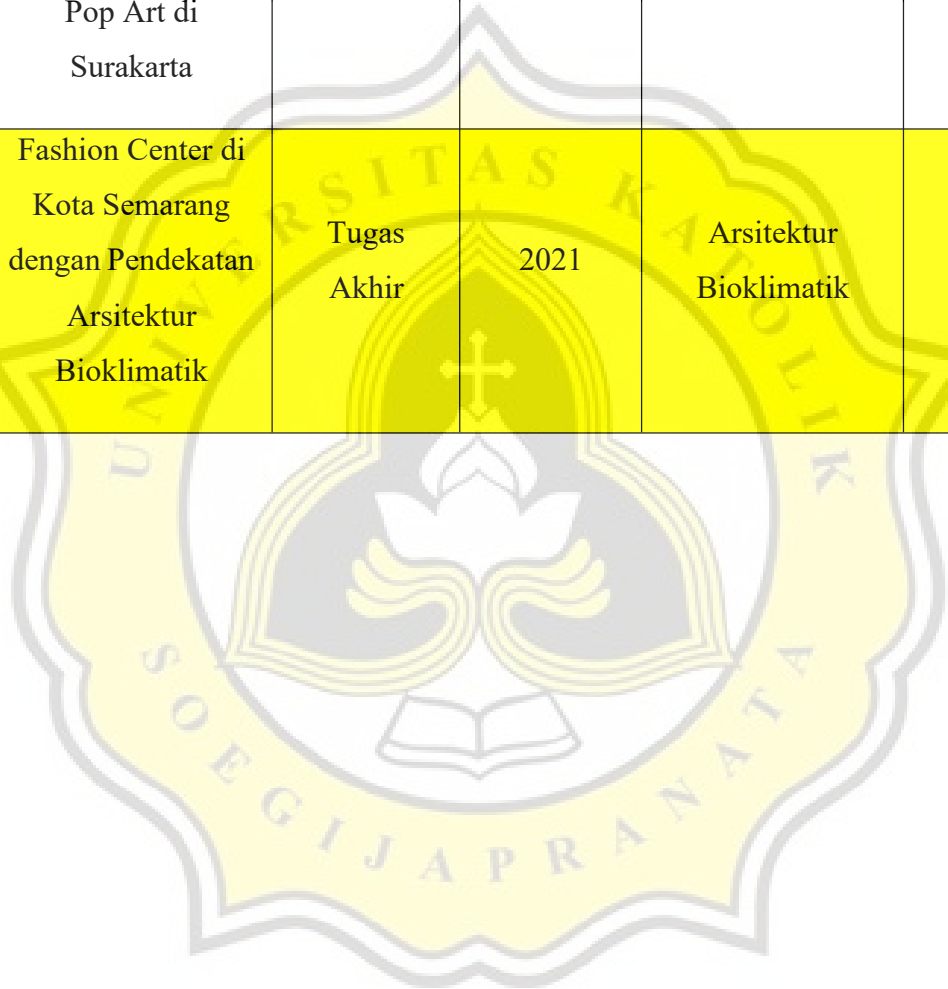 Pop Art di
Surakarta
Fashion Center di
Kota Semarang
dengan Pendekatan
Arsitektur
Bioklimatik
Tugas
Akhir
2021
Arsitektur
Bioklimatik
UNIVERSITAS KATOLIK
SOEGIJAPRANATA